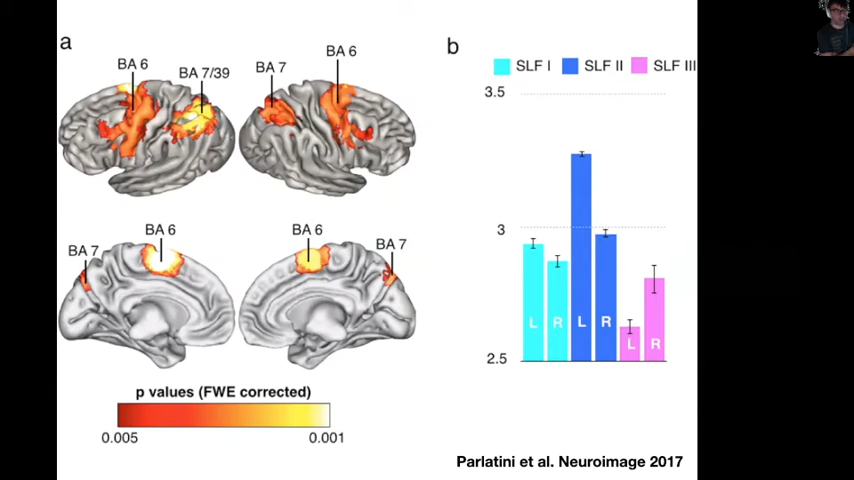 a
BA 6
BA 7/39
BA 7
BA 6
BA 7
BA 6
BA 6
BA 7
p values (FWE corrected)
0.005
0.001
b
SLF I
SLF II
SLF III
3.5
3
2.5
L
R
L
R
L
R
Parlatini et al. Neuroimage 2017